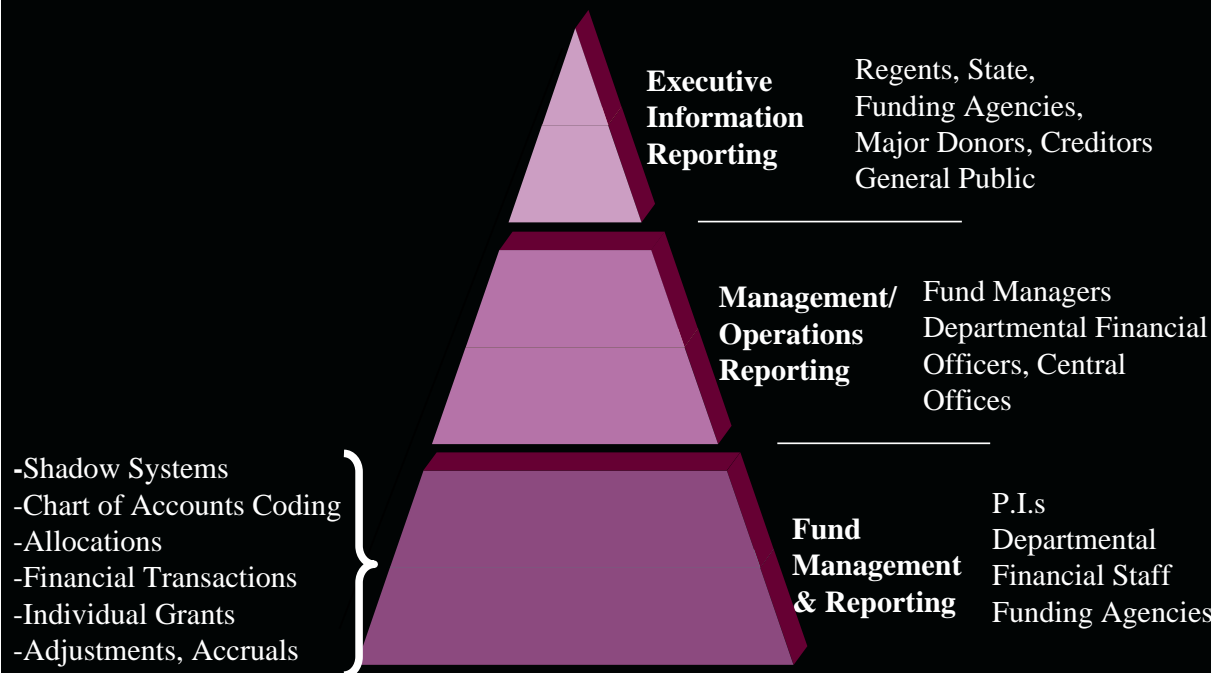 Executive
Information
Reporting
Regents, State,
Funding Agencies,
Major Donors, Creditors
General Public
Management/
Operations
Reporting
Fund Managers
Departmental Financial
Officers, Central
Offices
-Shadow Systems
-Chart of Accounts Coding
-Allocations
-Financial Transactions
-Individual Grants
-Adjustments, Accruals
Fund
Management
& Reporting
P.I.s
Departmental
Financial Staff
Funding Agencies